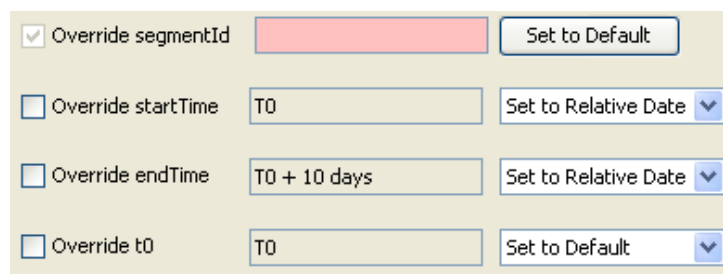 Override segmentId Set to Default
Override startTime T0 Set to Relative Date
Override endTime T0 + 10 days Set to Relative Date
Override t0 T0 Set to Default